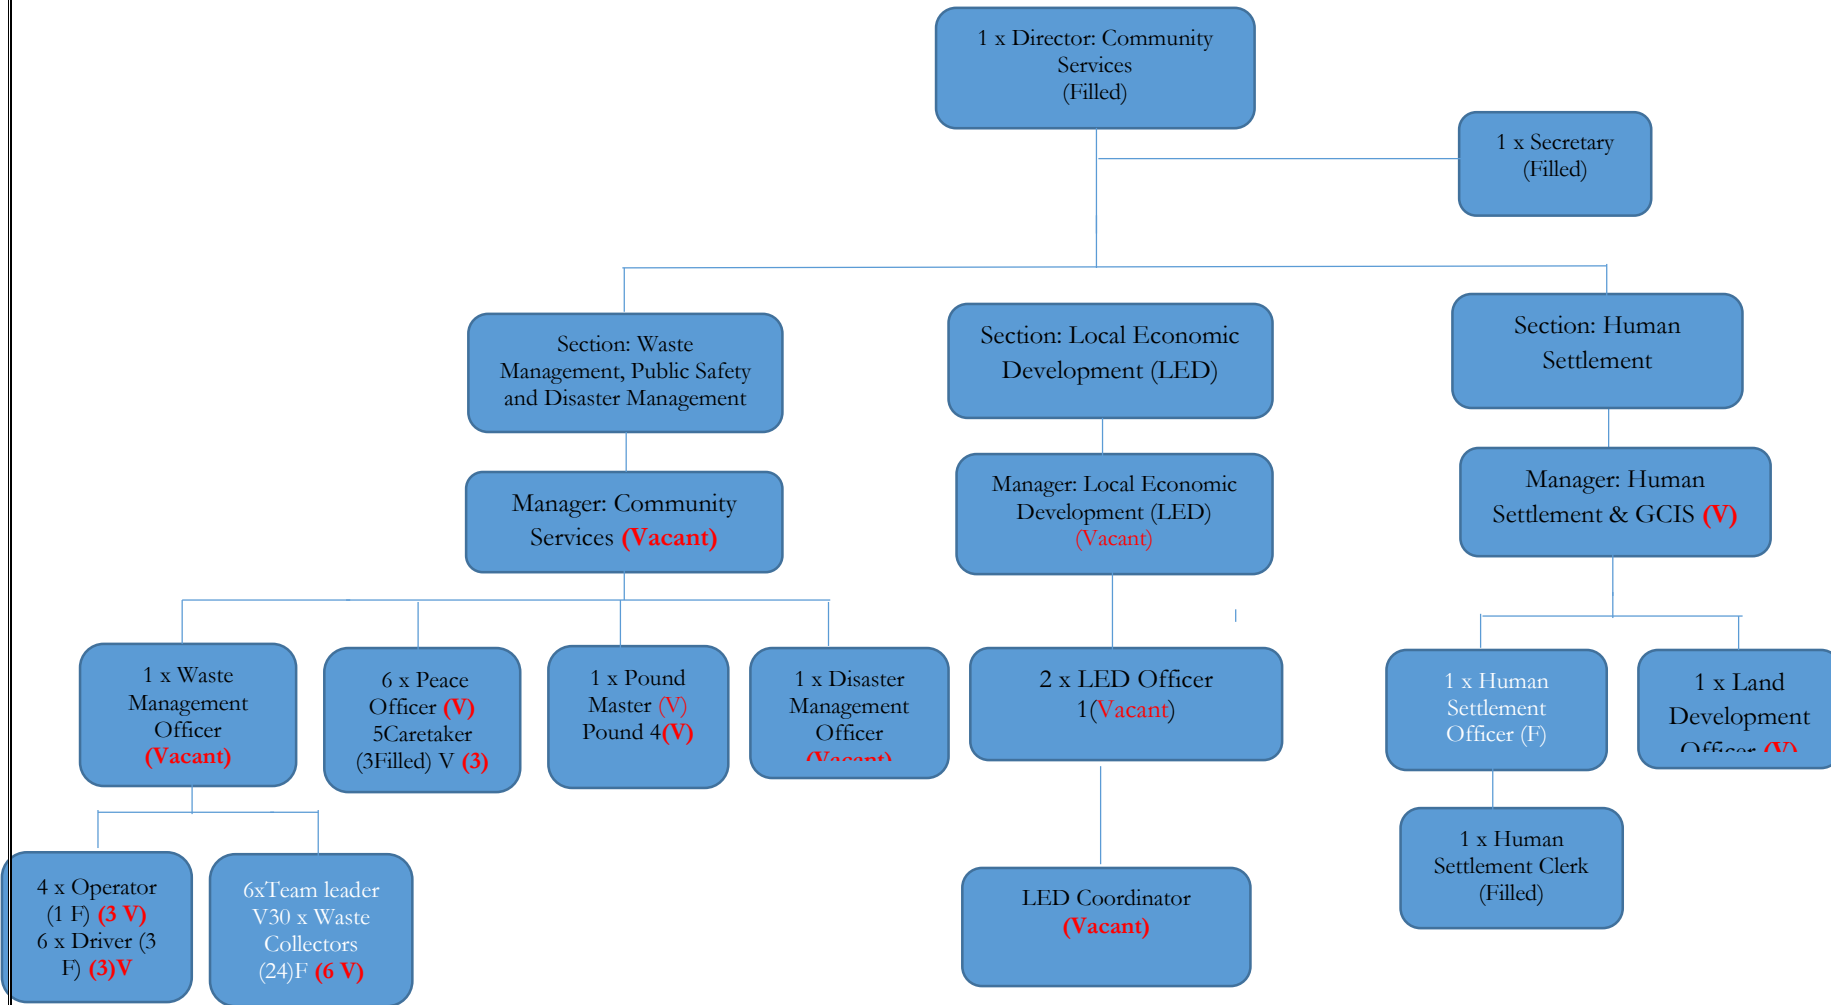 1 x Director: Community
Services
(Filled)
1 x Secretary
(Filled)
Section: Waste
Management, Public Safety
and Disaster Management
Section: Local Economic
Development (LED)
Section: Human
Settlement
Manager: Community
Services (Vacant)
Manager: Local Economic
Development (LED)
(Vacant)
Manager: Human
Settlement & GCIS (V)
1 x Waste
Management
Officer
(Vacant)
6 x Peace
Officer (V)
5Caretaker
(3Filled) V (3)
1 x Pound
Master (V)
Pound 4(V)
1 x Disaster
Management
Officer
(Vacant)
2 x LED Officer
1(Vacant)
1 x Human
Settlement
Officer (F)
1 x Land
Development
Officer (V)
4 x Operator
(1 F) (3 V)
6 x Driver (3
F) (3)V
6xTeam leader
V30 x Waste
Collectors
(24)F (6 V)
LED Coordinator
(Vacant)
1 x Human
Settlement Clerk
(Filled)